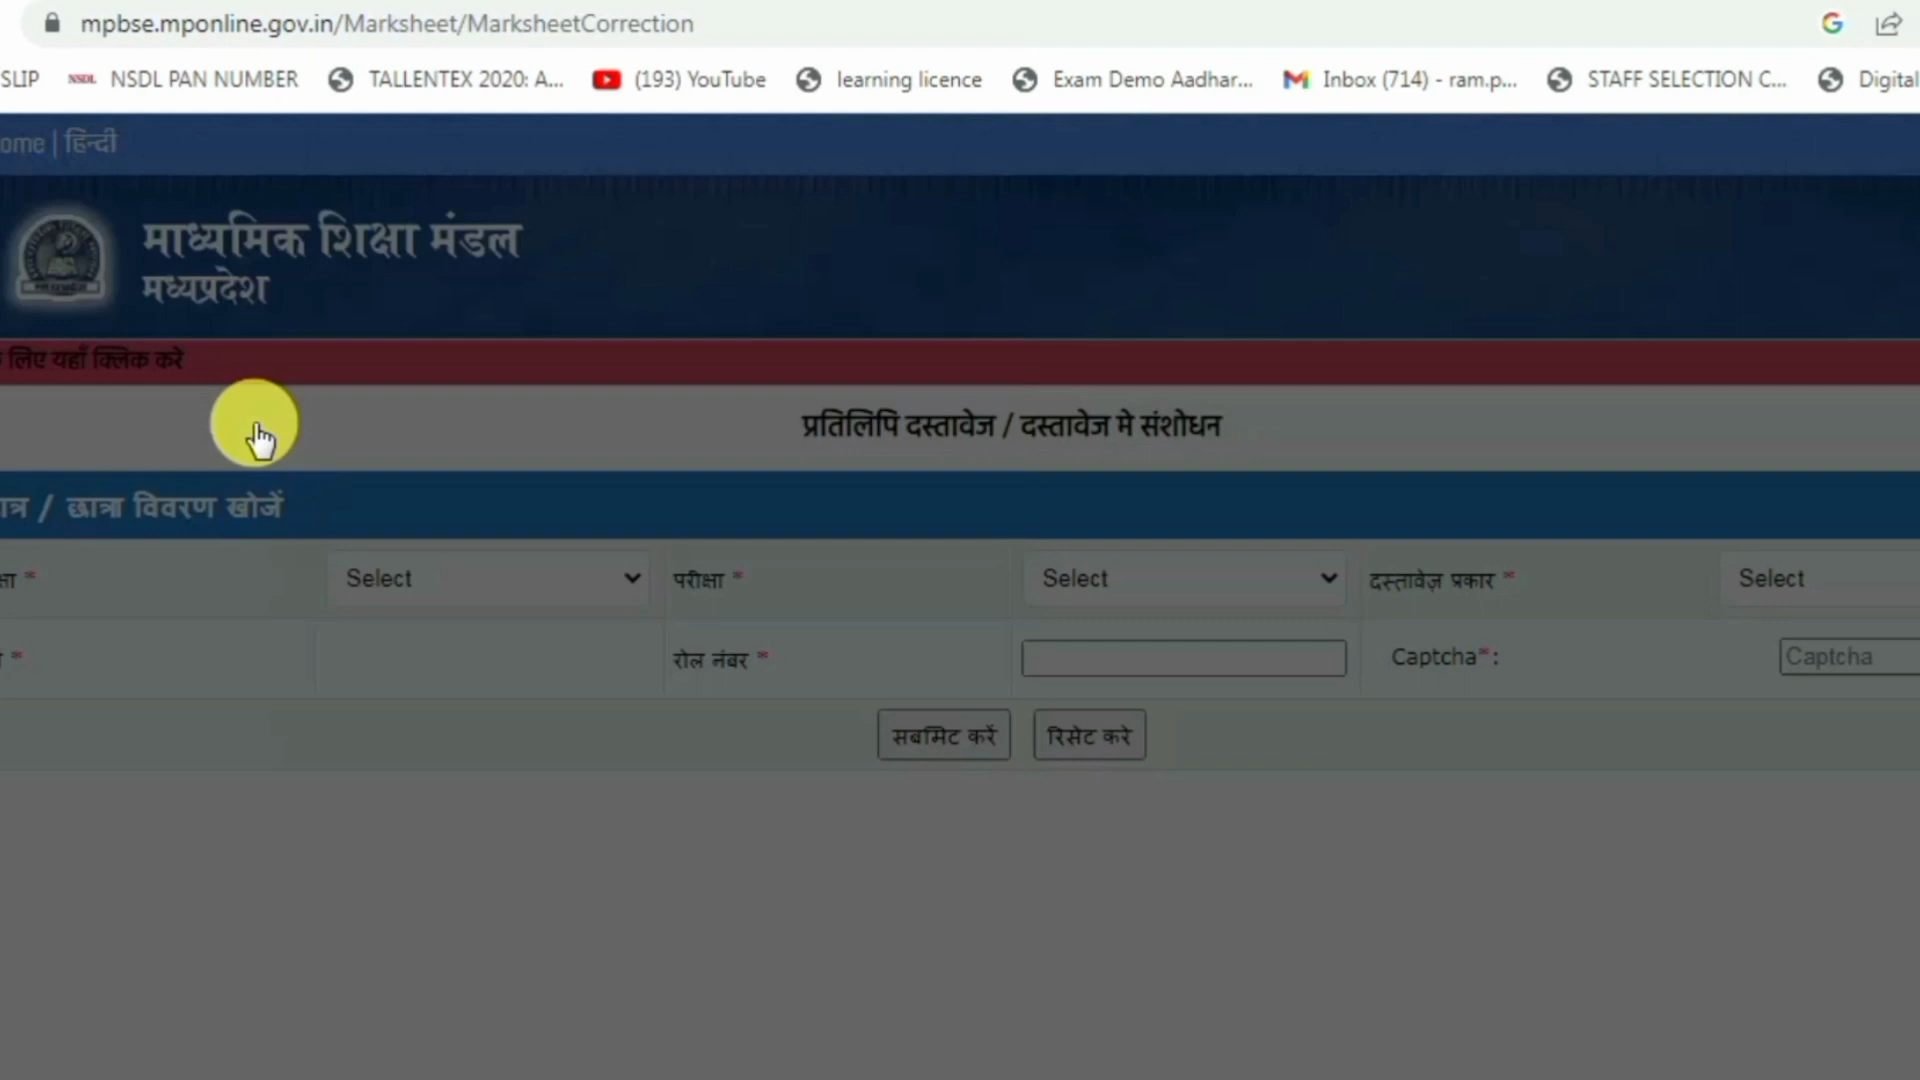 mpbse.mponline.gov.in/Marksheet/MarksheetCorrection
SLIP NSDL NSDL PAN NUMBER TALLENTEX 2020: A... (193) YouTube learning licence Exam Demo Aadhar... Inbox (714) - ram.p... STAFF SELECTION C... Digital
ome | हिन्दी
माध्यमिक शिक्षा मंडल
मध्यप्रदेश
लिए यहाँ क्लिक करे
प्रतिलिपि दस्तावेज / दस्तावेज मे संशोधन
ात्र / छात्रा विवरण खोजें
* Select परीक्षा * Select दस्तावेज़ प्रकार * Select
* रोल नंबर * Captcha*: Captcha
सबमिट करें रिसेट करे